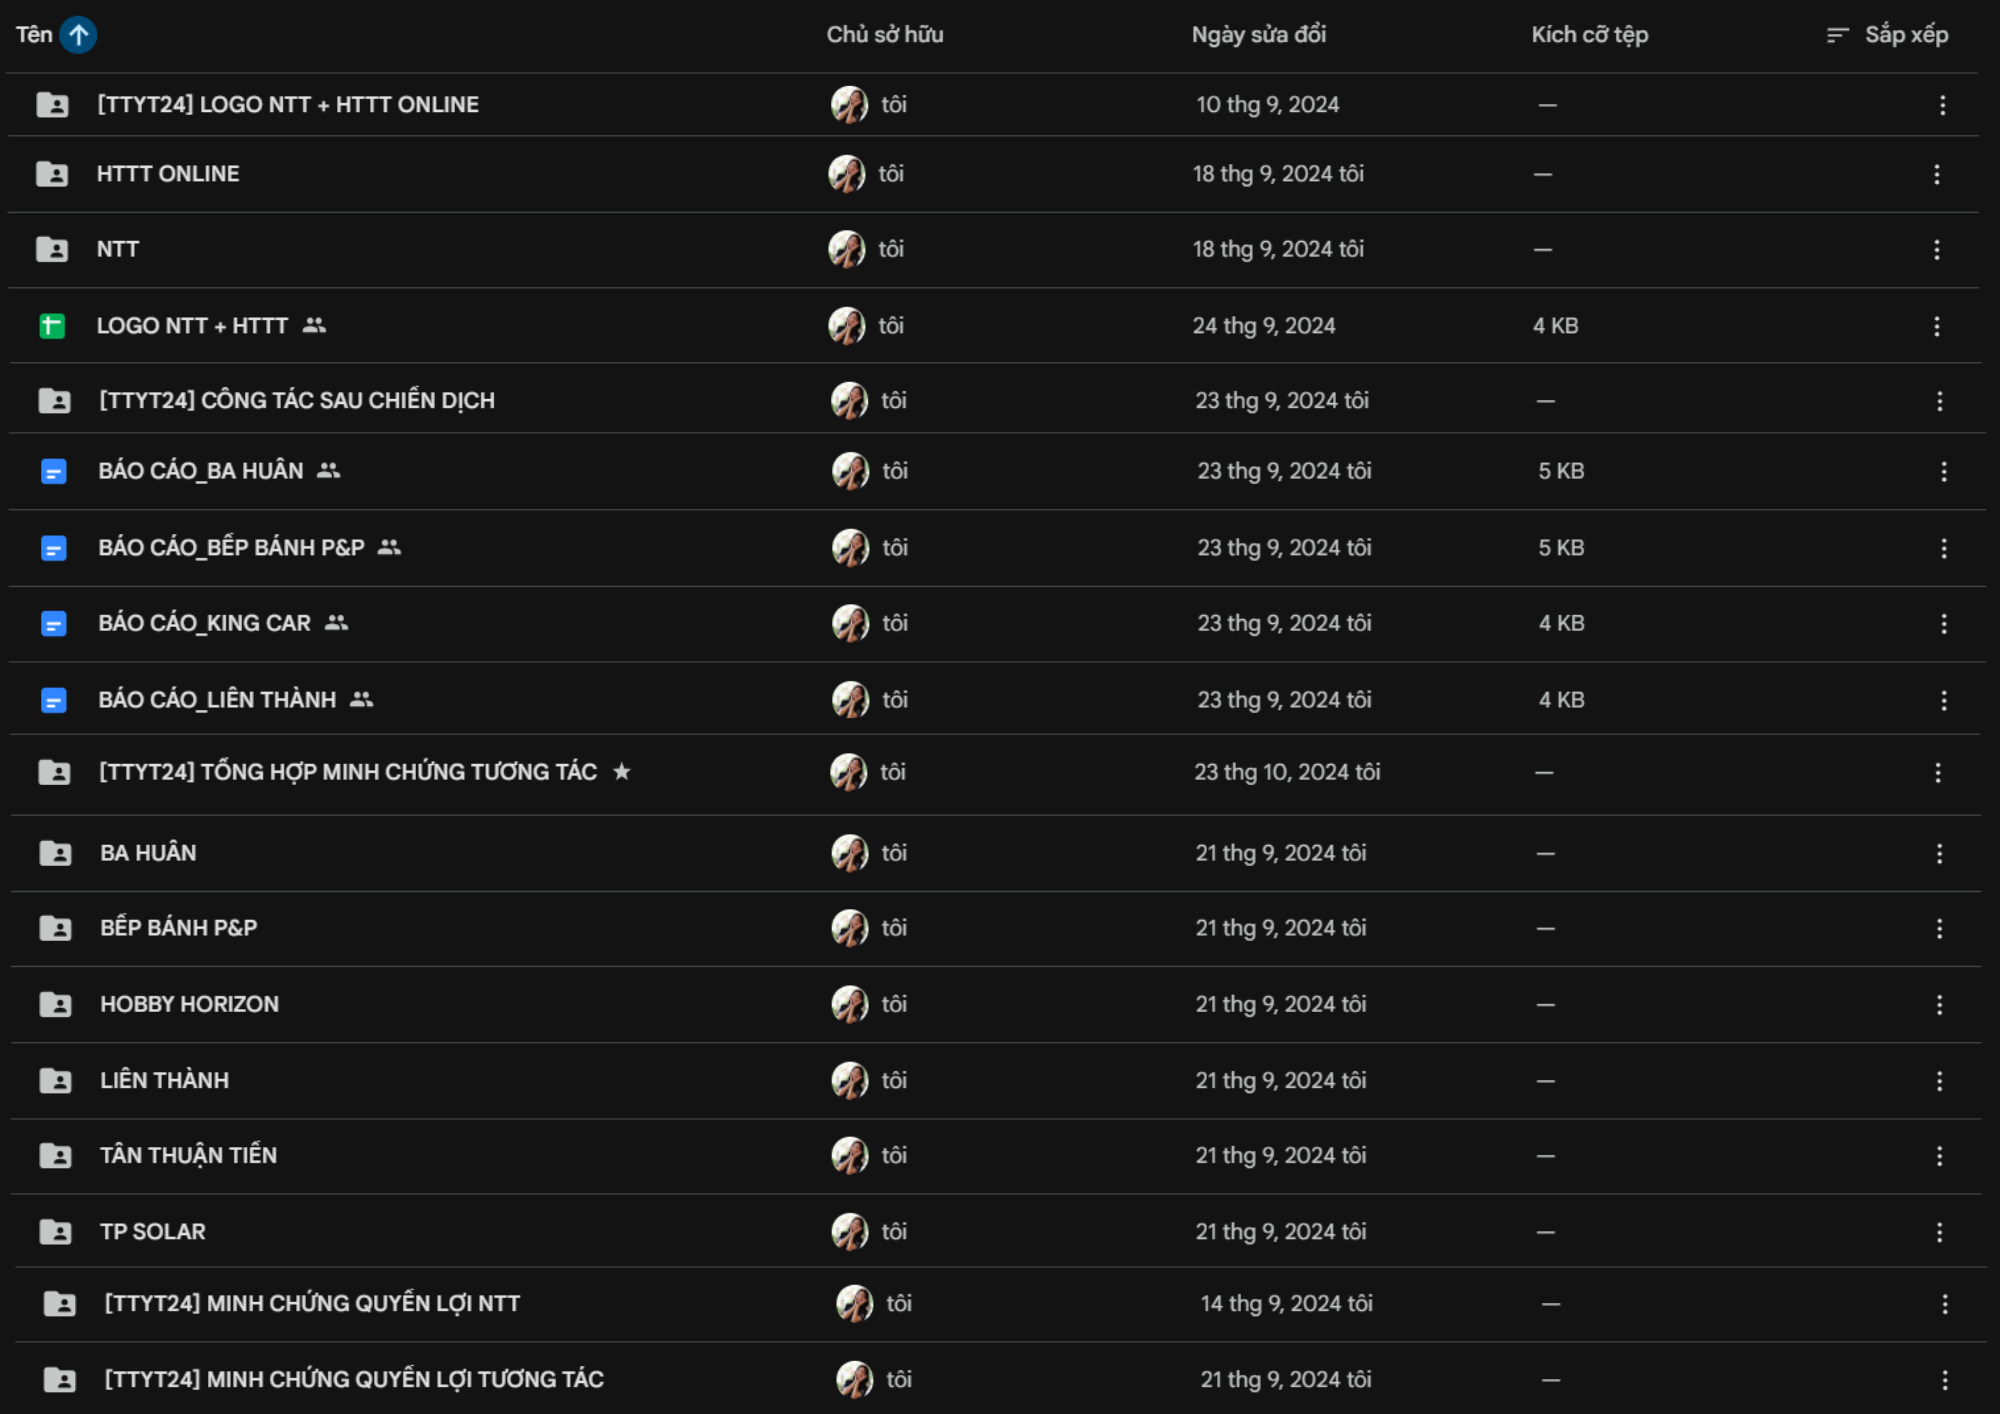 Tên Chủ sở hữu Ngày sửa đổi Kích cỡ tệp Sắp xếp
[TTYT24] LOGO NTT + HTTT ONLINE tôi 10 thg 9, 2024 —
HTTT ONLINE tôi 18 thg 9, 2024 tôi —
NTT tôi 18 thg 9, 2024 tôi —
LOGO NTT + HTTT tôi 24 thg 9, 2024 4 KB
[TTYT24] CÔNG TÁC SAU CHIẾN DỊCH tôi 23 thg 9, 2024 tôi —
BÁO CÁO_BA HUÂN tôi 23 thg 9, 2024 tôi 5 KB
BÁO CÁO_BẾP BÁNH P&P tôi 23 thg 9, 2024 tôi 5 KB
BÁO CÁO_KING CAR tôi 23 thg 9, 2024 tôi 4 KB
BÁO CÁO_LIÊN THÀNH tôi 23 thg 9, 2024 tôi 4 KB
[TTYT24] TỔNG HỢP MINH CHỨNG TƯƠNG TÁC tôi 23 thg 10, 2024 tôi —
BA HUÂN tôi 21 thg 9, 2024 tôi —
BẾP BÁNH P&P tôi 21 thg 9, 2024 tôi —
HOBBY HORIZON tôi 21 thg 9, 2024 tôi —
LIÊN THÀNH tôi 21 thg 9, 2024 tôi —
TÂN THUẬN TIẾN tôi 21 thg 9, 2024 tôi —
TP SOLAR tôi 21 thg 9, 2024 tôi —
[TTYT24] MINH CHỨNG QUYỀN LỢI NTT tôi 14 thg 9, 2024 tôi —
[TTYT24] MINH CHỨNG QUYỀN LỢI TƯƠNG TÁC tôi 21 thg 9, 2024 tôi —